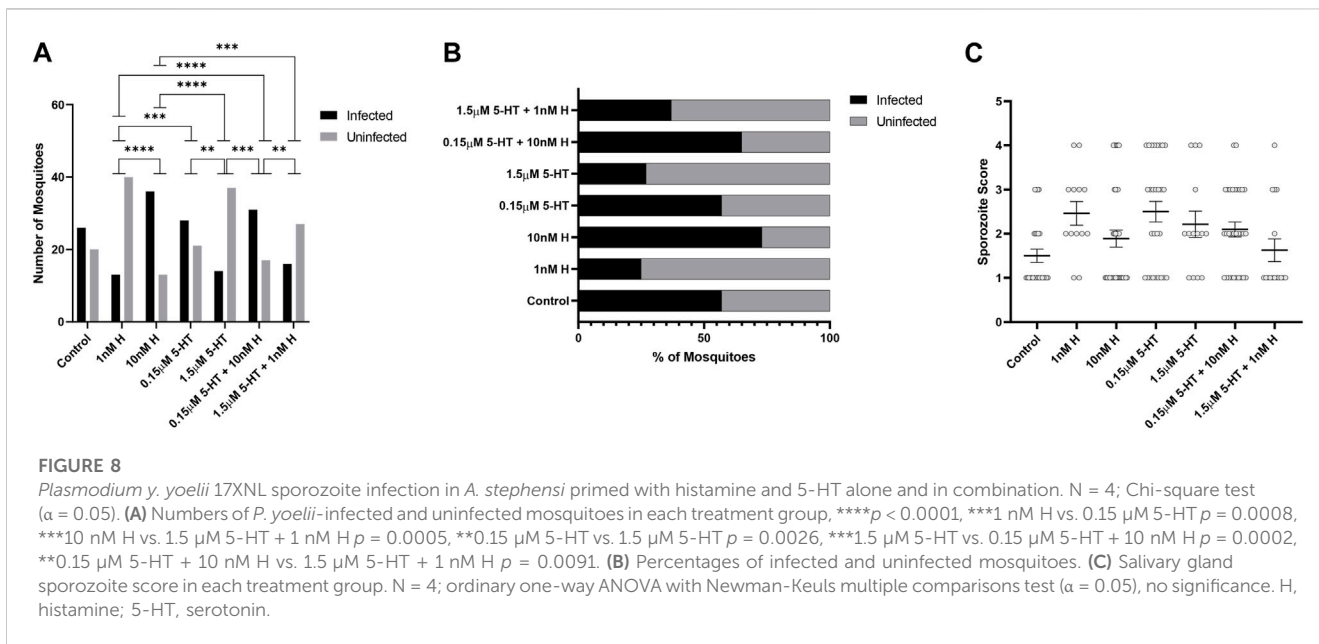 A
***
****
****
***
****
**
***
**
Infected
Uninfected
Number of Mosquitoes
60
40
20
0
Control
1nM H
10nM H
0.15μM 5-HT
1.5μM 5-HT
0.15μM 5-HT + 10nM H
1.5μM 5-HT + 1nM H
B
Infected
Uninfected
1.5μM 5-HT + 1nM H
0.15μM 5-HT + 10nM H
1.5μM 5-HT
0.15μM 5-HT
10nM H
1nM H
Control
0
50
100
% of Mosquitoes
C
Sporozoite Score
5
4
3
2
1
0
Control
1nM H
10nM H
0.15μM 5-HT
1.5μM 5-HT
0.15μM 5-HT + 10nM H
1.5μM 5-HT + 1nM H
FIGURE 8
Plasmodium y. yoelii 17XNL sporozoite infection in A. stephensi primed with histamine and 5-HT alone and in combination. N = 4; Chi-square test
(α = 0.05). (A) Numbers of P. yoelii-infected and uninfected mosquitoes in each treatment group, ****p < 0.0001, ***1 nM H vs. 0.15 μM 5-HT p = 0.0008,
***10 nM H vs. 1.5 μM 5-HT + 1 nM H p = 0.0005, **0.15 μM 5-HT vs. 1.5 μM 5-HT p = 0.0026, ***1.5 μM 5-HT vs. 0.15 μM 5-HT + 10 nM H p = 0.0002,
**0.15 μM 5-HT + 10 nM H vs. 1.5 μM 5-HT + 1 nM H p = 0.0091. (B) Percentages of infected and uninfected mosquitoes. (C) Salivary gland
sporozoite score in each treatment group. N = 4; ordinary one-way ANOVA with Newman-Keuls multiple comparisons test (α = 0.05), no significance. H,
histamine; 5-HT, serotonin.